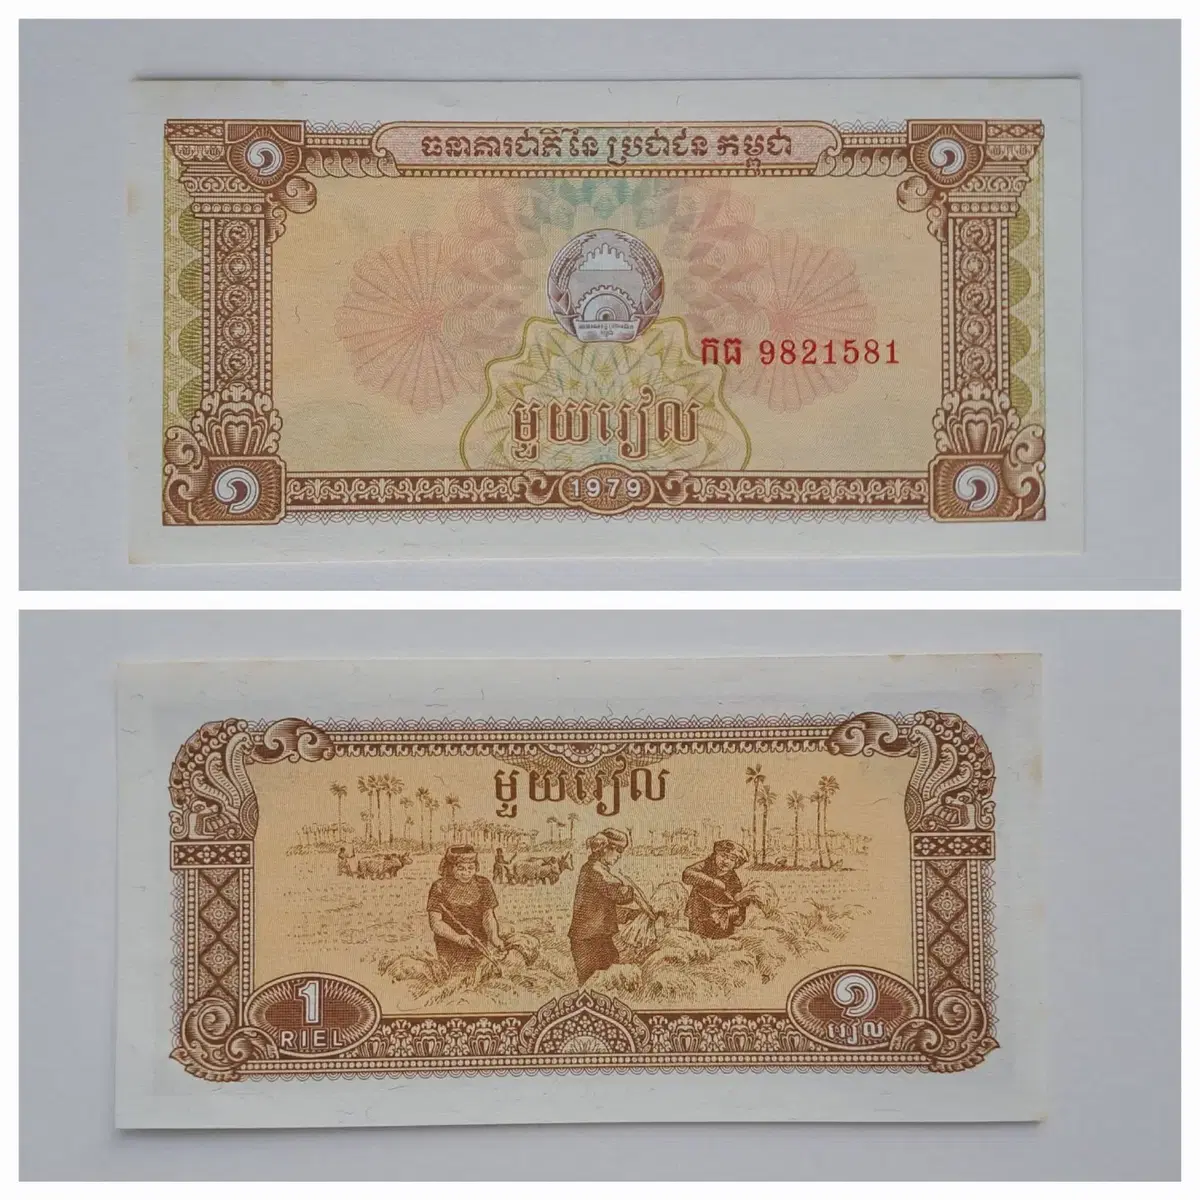 ១ ធនាគារជាតិ នៃ ប្រជាជន កម្ពុជា ១
កធ 9821581
មួយរៀល
១ 1979 ១
មួយរៀល
1 ១
RIEL រៀល